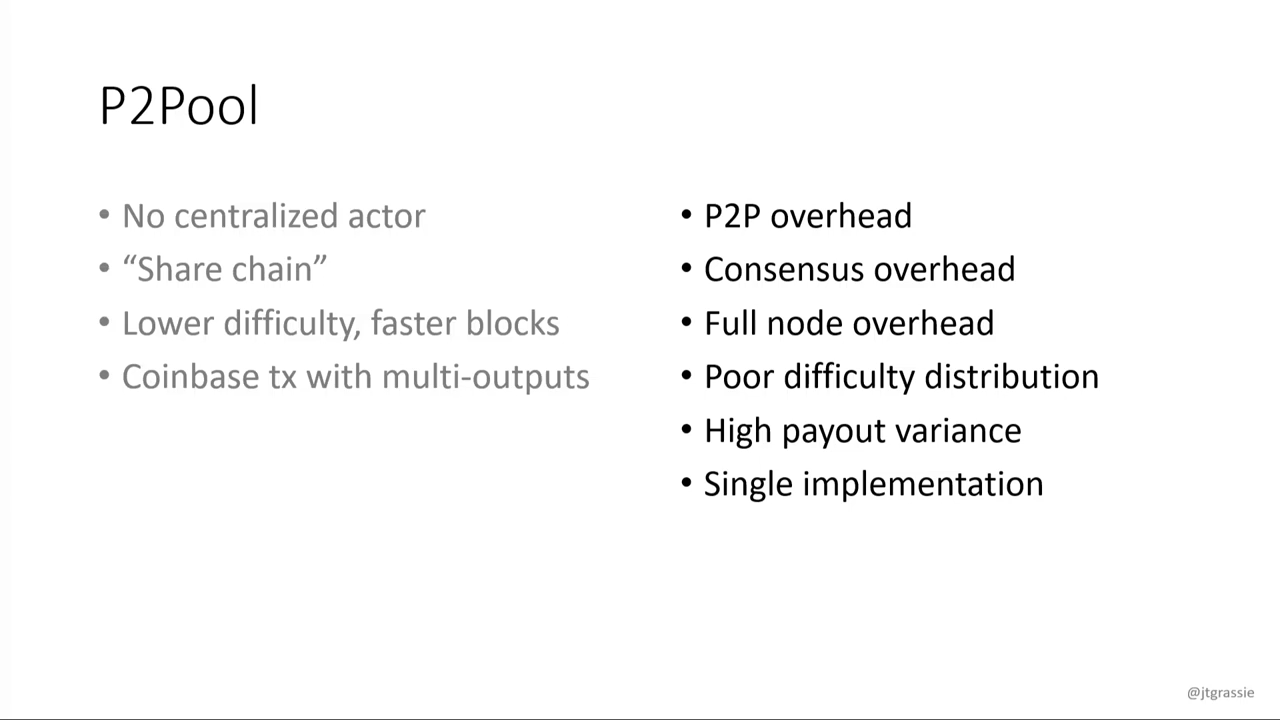 P2Pool
• No centralized actor
• “Share chain”
• Lower difficulty, faster blocks
• Coinbase tx with multi-outputs
• P2P overhead
• Consensus overhead
• Full node overhead
• Poor difficulty distribution
• High payout variance
• Single implementation
@jtgrassie